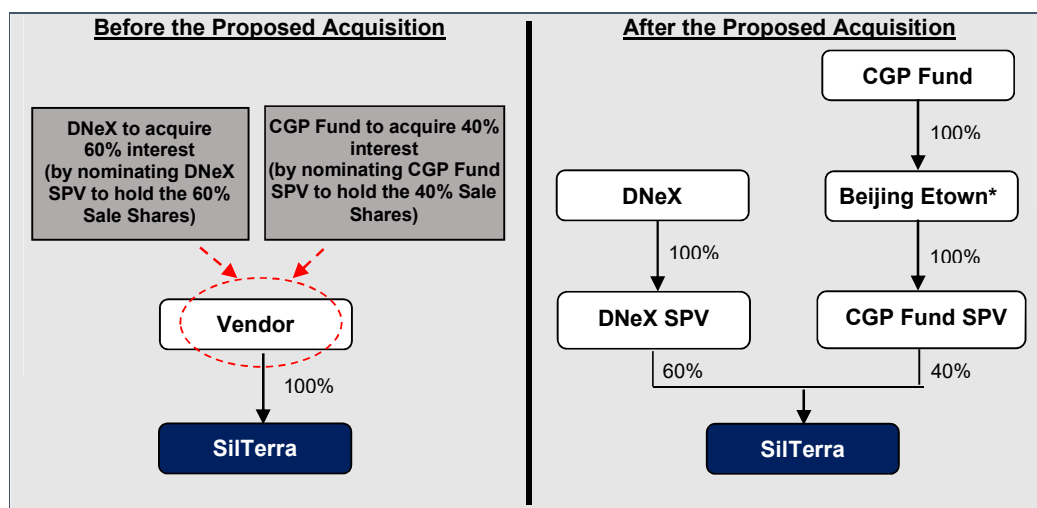 Before the Proposed Acquisition
DNeX to acquire
60% interest
(by nominating DNeX
SPV to hold the 60%
Sale Shares)
CGP Fund to acquire 40%
interest
(by nominating CGP Fund
SPV to hold the 40% Sale
Shares)
Vendor
100%
SilTerra
After the Proposed Acquisition
CGP Fund
100%
DNeX
Beijing Etown*
100%
100%
DNeX SPV
CGP Fund SPV
60%
40%
SilTerra